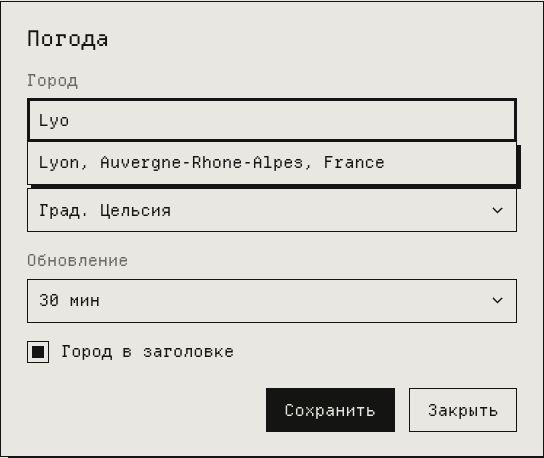 Погода
Город
Lyo
Lyon, Auvergne-Rhone-Alpes, France
Град. Цельсия
Обновление
30 мин
Город в заголовке
Сохранить
Закрыть